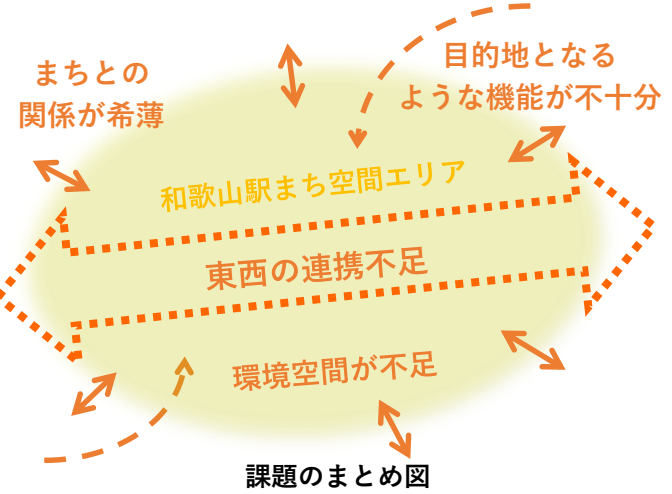 まちとの
関係が希薄
目的地となる
ような機能が不十分
和歌山駅まち空間エリア
東西の連携不足
環境空間が不足
課題のまとめ図